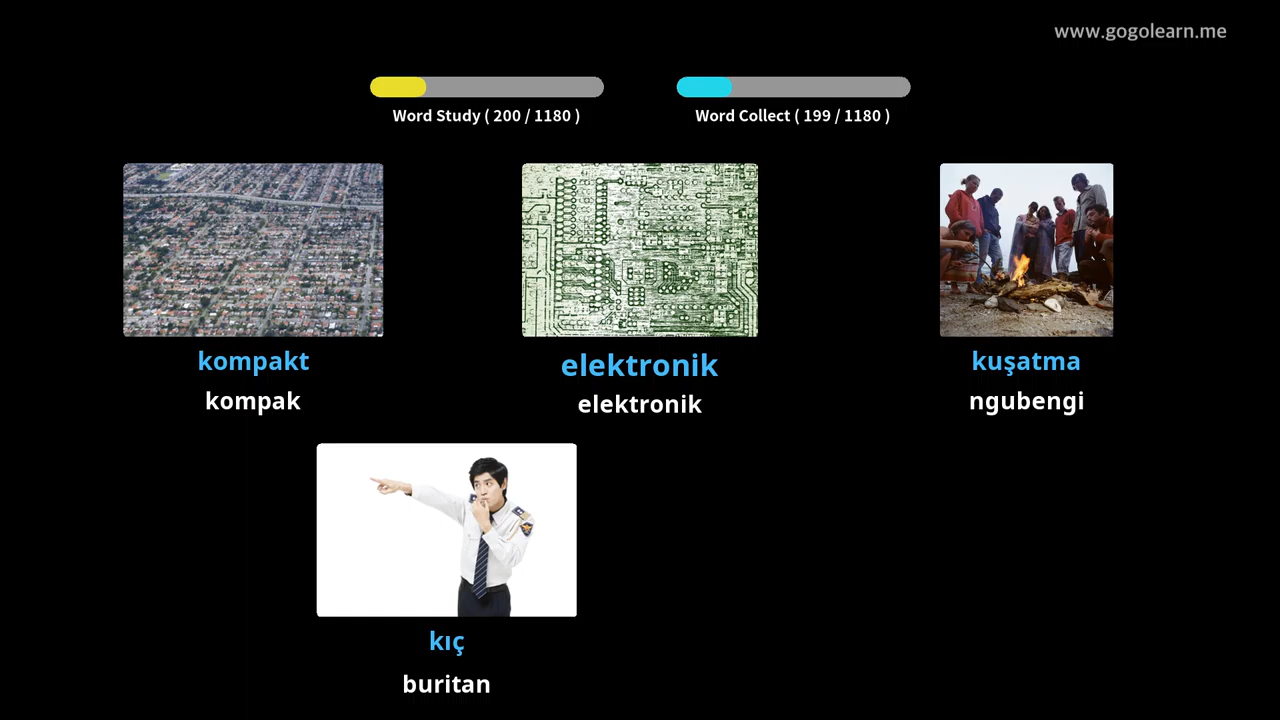 www.gogolearn.me
Word Study ( 200 / 1180 )
Word Collect ( 199 / 1180 )
kompakt
kompak
elektronik
elektronik
kuşatma
ngubengi
kıç
buritan